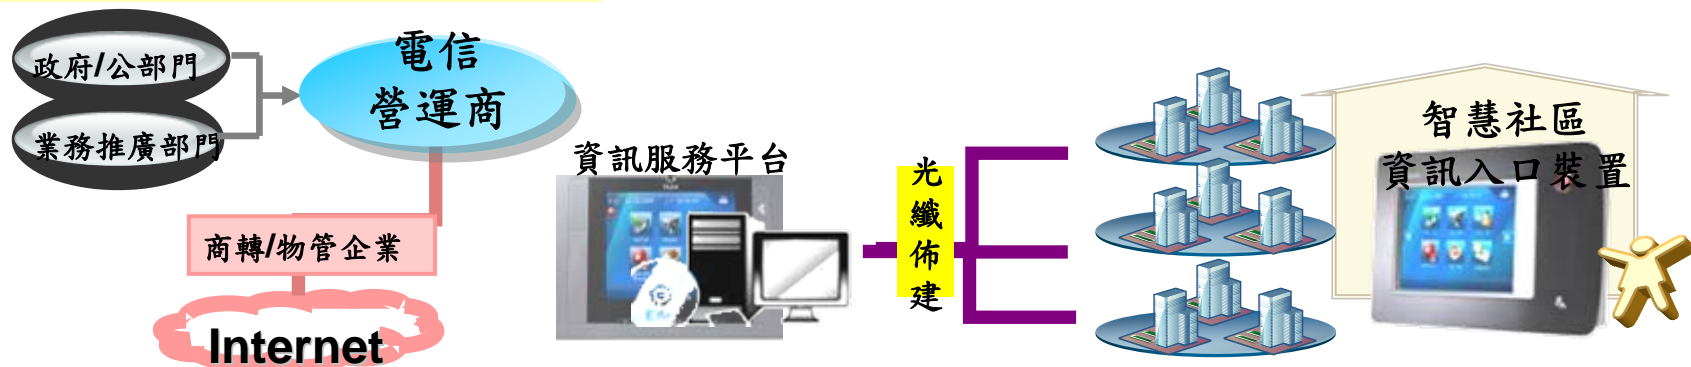 政府/公部門
業務推廣部門
電信
營運商
商轉/物管企業
Internet
資訊服務平台
光
纖
佈
建
智慧社區
資訊入口裝置